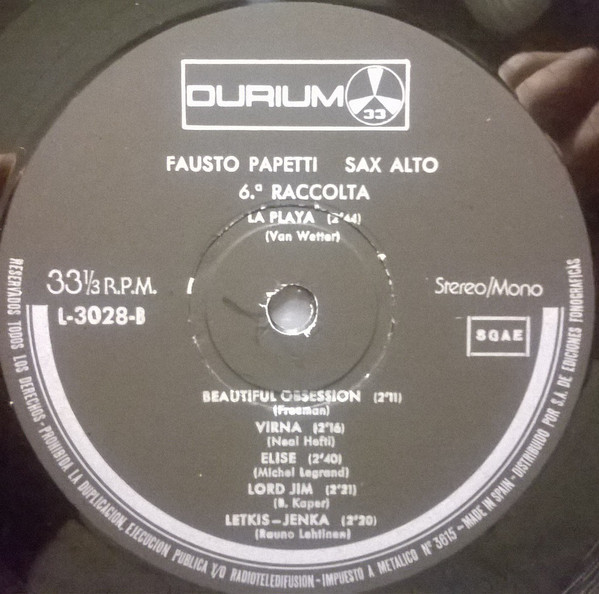 DURIUM
33
FAUSTO PAPETTI SAX ALTO
6.ª RACCOLTA
LA PLAYA (2'44)
(Van Wetter)
33⅓ R.P.M.
Stereo/Mono
L-3028-B
SGAE
BEAUTIFUL OBSESSION (2'11)
(Freeman)
VIRNA (2'16)
(Neal Hefti)
ELISE (2'40)
(Michel Legrand)
LORD JIM (2'21)
(B. Kaper)
LETKIS-JENKA (2'20)
(Rauno Lehtinen)
RESERVADOS TODOS LOS DERECHOS-PROHIBIDA LA DUPLICACION, EJECUCION PUBLICA Y/O RADIOTELEDIFUSION-IMPUESTO A METALICO Nº 3615-MADE IN SPAIN-DISTRIBUIDO POR S.A. DE EDICIONES FONOGRAFICAS